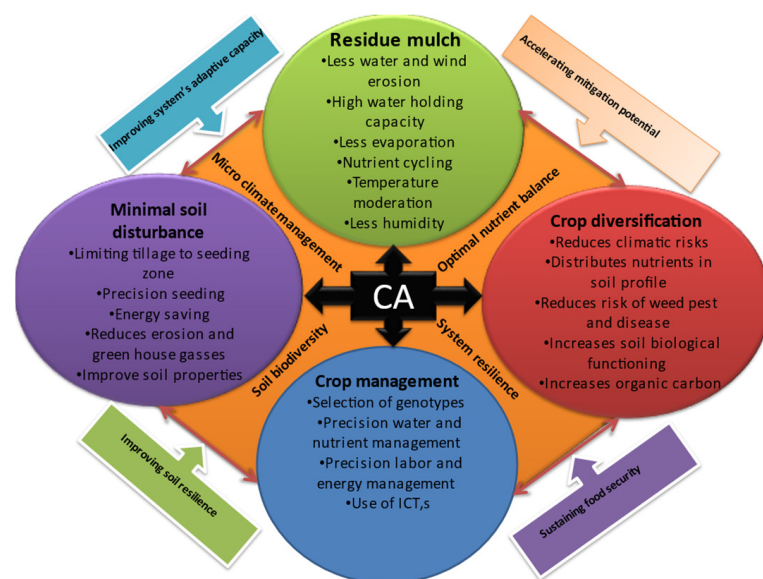 Improving system's adaptive capacity
Residue mulch
•Less water and wind
erosion
•High water holding
capacity
•Less evaporation
•Nutrient cycling
•Temperature
moderation
•Less humidity
Accelerating mitigation potential
Micro climate management
Optimal nutrient balance
Minimal soil
disturbance
•Limiting tillage to seeding
zone
•Precision seeding
•Energy saving
•Reduces erosion and
green house gasses
•Improve soil properties
CA
Crop diversification
•Reduces climatic risks
•Distributes nutrients in
soil profile
•Reduces risk of weed pest
and disease
•Increases soil biological
functioning
•Increases organic carbon
Soil biodiversity
System resilience
Crop management
•Selection of genotypes
•Precision water and
nutrient management
•Precision labor and
energy management
•Use of ICT,s
Improving soil resilience
Sustaining food security